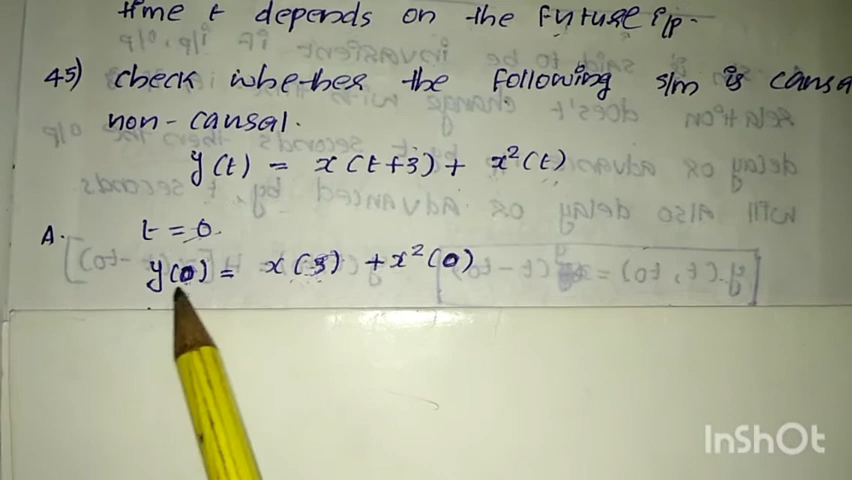 time t depends on the future i/p.
45) check whether the following s/m is causa
non-causal.
y(t) = x(t+3) + x²(t)
A. t = 0
y(0) = x(3) + x²(0)
InShOt